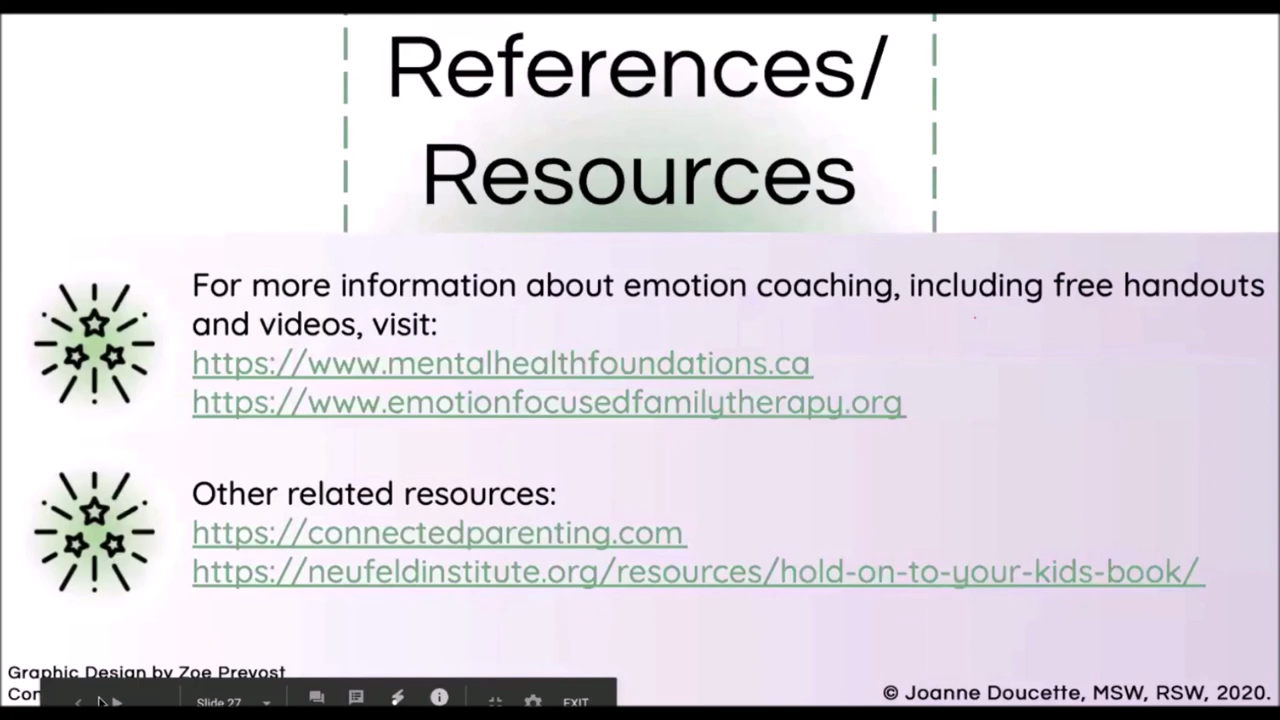 References/
Resources
For more information about emotion coaching, including free handouts
and videos, visit:
https://www.mentalhealthfoundations.ca
https://www.emotionfocusedfamilytherapy.org
Other related resources:
https://connectedparenting.com
https://neufeldinstitute.org/resources/hold-on-to-your-kids-book/
Graphic Design by Zoe Prevost
© Joanne Doucette, MSW, RSW, 2020.
Slide 27
EXIT